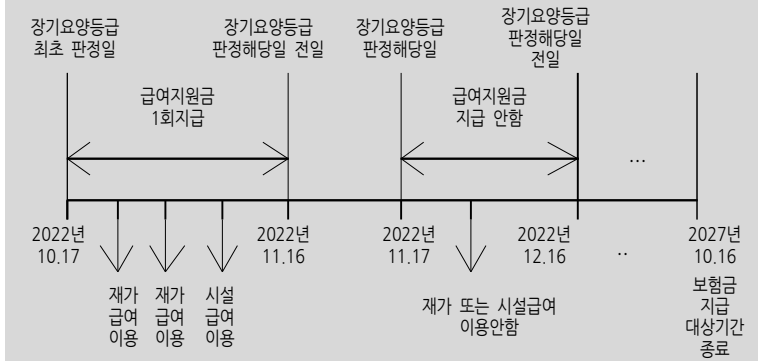 장기요양등급
최초 판정일
장기요양등급
판정해당일 전일
장기요양등급
판정해당일
장기요양등급
판정해당일
전일
급여지원금
1회지급
급여지원금
지급 안함
...
2022년
10.17
2022년
11.16
2022년
11.17
2022년
12.16
..
2027년
10.16
재가
급여
이용
재가
급여
이용
시설
급여
이용
재가 또는 시설급여
이용안함
보험금
지급
대상기간
종료